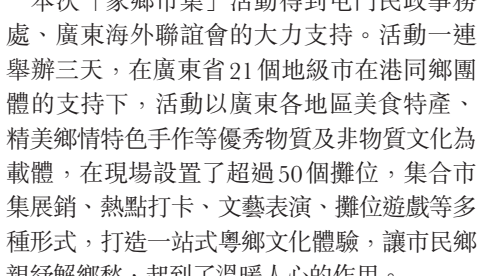 本次「家鄉市集」活動得到屯門民政事務
處、廣東海外聯誼會的大力支持。活動一連
舉辦三天，在廣東省21個地級市在港同鄉團
體的支持下，活動以廣東各地區美食特產、
精美鄉情特色手作等優秀物質及非物質文化為
載體，在現場設置了超過50個攤位，集合市
集展銷、熱點打卡、文藝表演、攤位遊戲等多
種形式，打造一站式粵鄉文化體驗，讓市民鄉
親紓解鄉愁，起到了溫暖人心的作用。